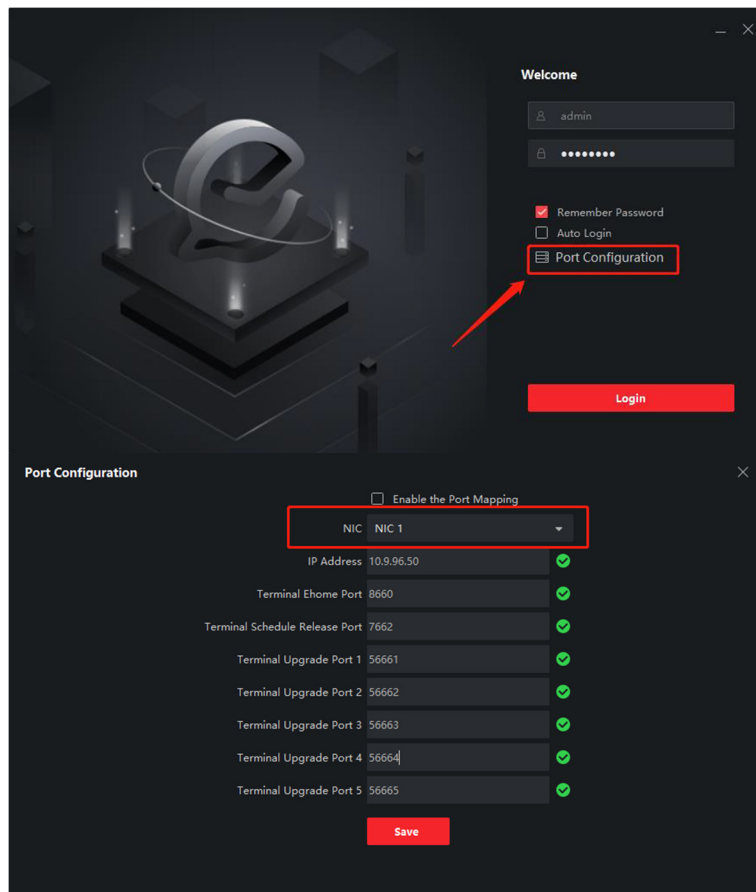 Welcome
admin
••••••••
Remember Password
Auto Login
Port Configuration
Login
Port Configuration
Enable the Port Mapping
NIC NIC 1
IP Address 10.9.96.50
Terminal Ehome Port 8660
Terminal Schedule Release Port 7662
Terminal Upgrade Port 1 56661
Terminal Upgrade Port 2 56662
Terminal Upgrade Port 3 56663
Terminal Upgrade Port 4 56664
Terminal Upgrade Port 5 56665
Save